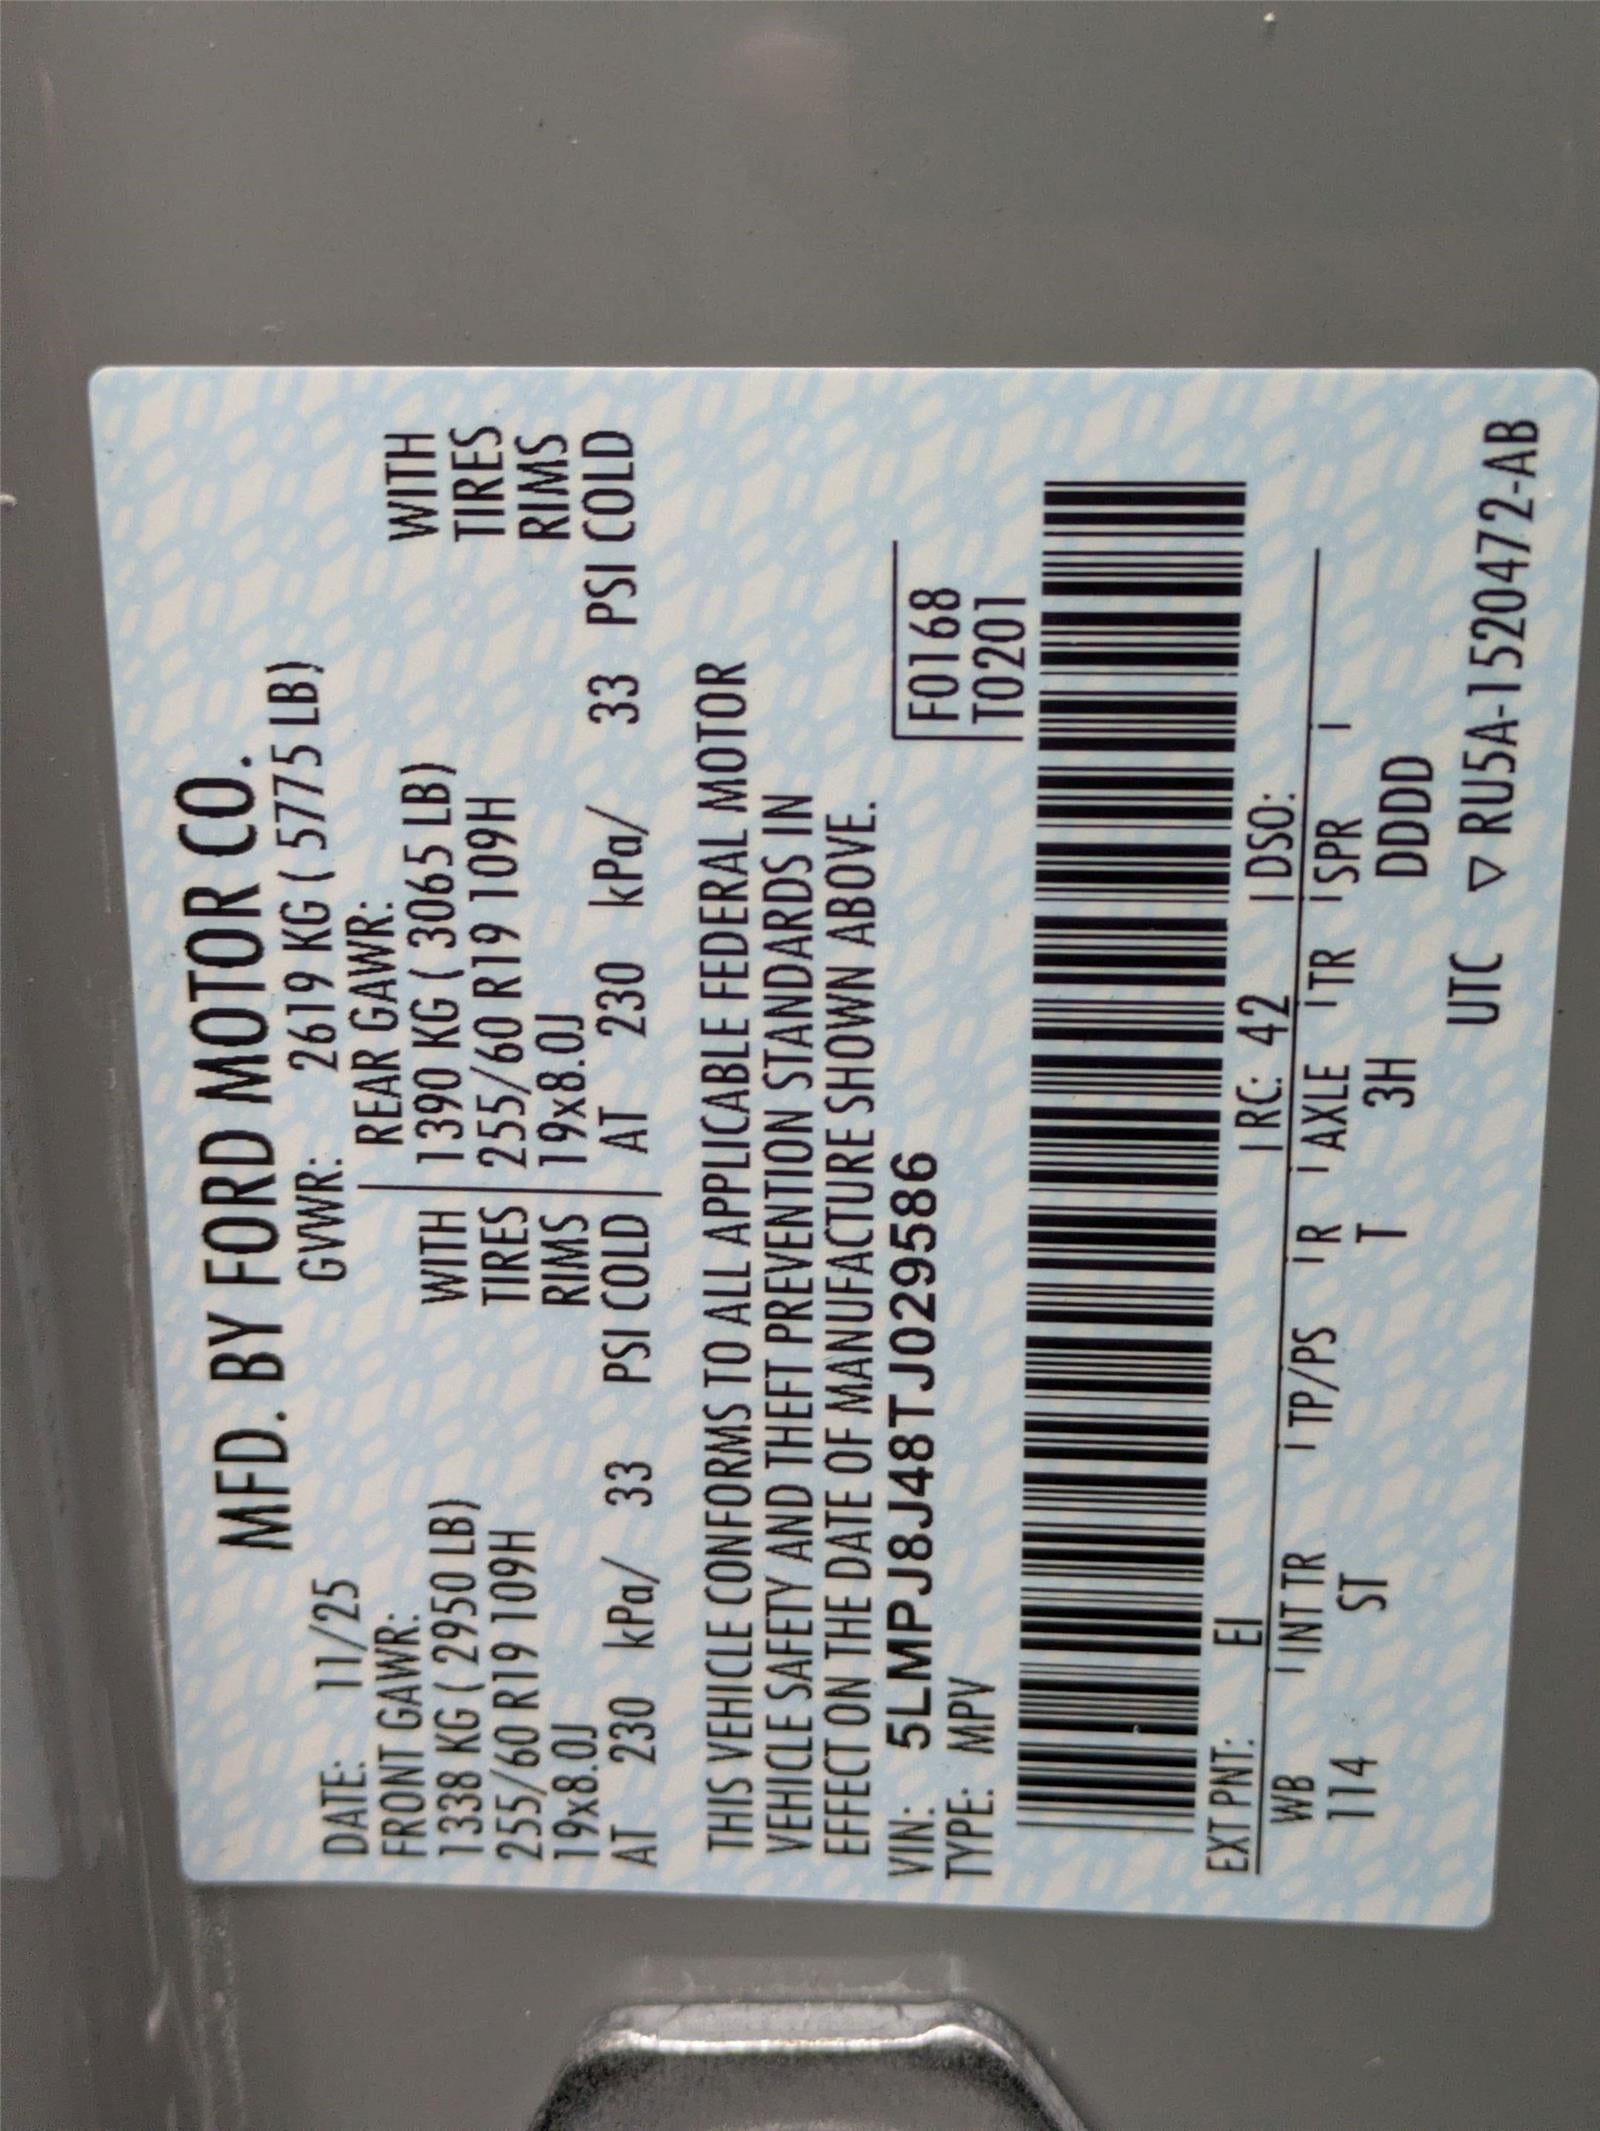 MFD. BY FORD MOTOR CO.
DATE: 11/25 GVWR: 2619 KG ( 5775 LB)
FRONT GAWR: REAR GAWR:
1338 KG ( 2950 LB) WITH 1390 KG ( 3065 LB) WITH
255/60 R19 109H TIRES 255/60 R19 109H TIRES
19x8.0J RIMS 19x8.0J RIMS
AT 230 kPa/ 33 PSI COLD AT 230 kPa/ 33 PSI COLD
THIS VEHICLE CONFORMS TO ALL APPLICABLE FEDERAL MOTOR
VEHICLE SAFETY AND THEFT PREVENTION STANDARDS IN
EFFECT ON THE DATE OF MANUFACTURE SHOWN ABOVE.
VIN: 5LMPJ8J48TJ029586 F0168
TYPE: MPV T0201
EXT PNT: EI RC: 42 DSO:
WB INT TR TP/PS R AXLE TR SPR
114 ST T 3H DDDD
UTC ▽ RU5A-1520472-AB